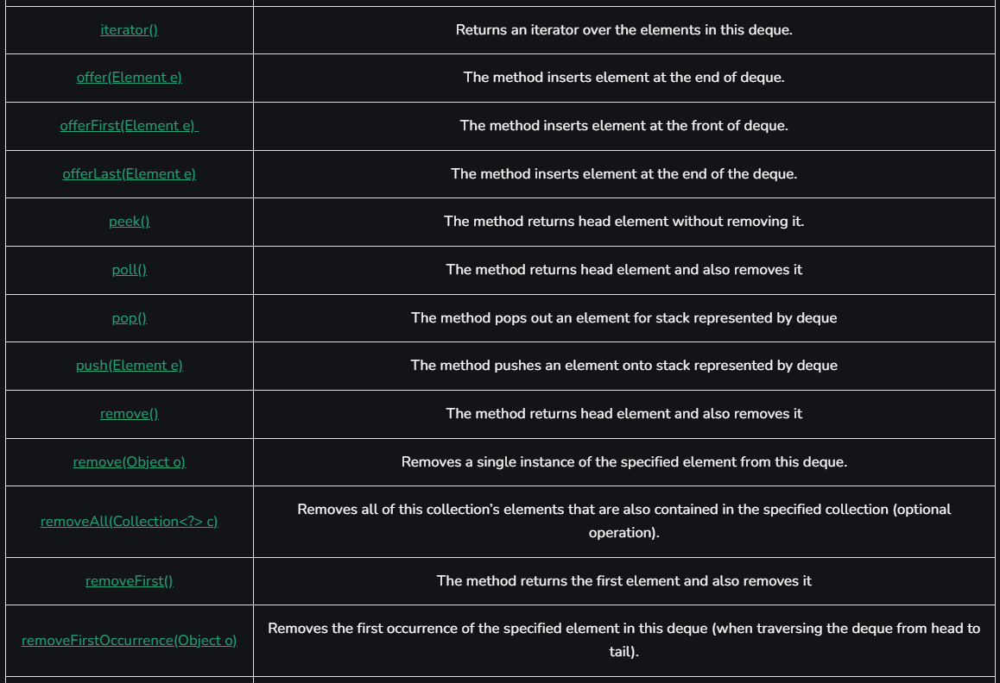 iterator()
Returns an iterator over the elements in this deque.
offer(Element e)
The method inserts element at the end of deque.
offerFirst(Element e)
The method inserts element at the front of deque.
offerLast(Element e)
The method inserts element at the end of the deque.
peek()
The method returns head element without removing it.
poll()
The method returns head element and also removes it
pop()
The method pops out an element for stack represented by deque
push(Element e)
The method pushes an element onto stack represented by deque
remove()
The method returns head element and also removes it
remove(Object o)
Removes a single instance of the specified element from this deque.
removeAll(Collection<?> c)
Removes all of this collection’s elements that are also contained in the specified collection (optional
operation).
removeFirst()
The method returns the first element and also removes it
removeFirstOccurrence(Object o)
Removes the first occurrence of the specified element in this deque (when traversing the deque from head to
tail).